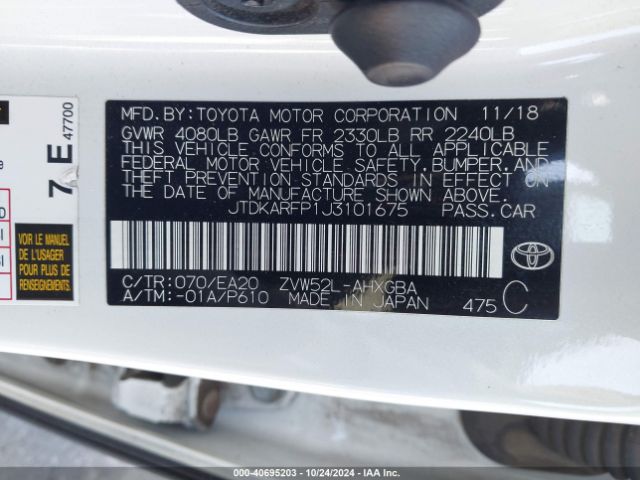 MFD. BY: TOYOTA MOTOR CORPORATION 11/18
GVWR 4080LB GAWR FR 2330LB RR 2240LB
THIS VEHICLE CONFORMS TO ALL APPLICABLE
FEDERAL MOTOR VEHICLE SAFETY, BUMPER, AND
THEFT PREVENTION STANDARDS IN EFFECT ON
THE DATE OF MANUFACTURE SHOWN ABOVE.
JTDKARFP1J3101675 PASS. CAR
C/TR: 070/EA20 ZVW52L-AHXGBA
A/TM: -01A/P610 MADE IN JAPAN 475 C
7 E 47700
VOIR LE
MANUEL DE
L'USAGER
POUR PLUS DE
RENSEIGNEMENTS
000-40695203 - 10/24/2024 - IAAI.COM